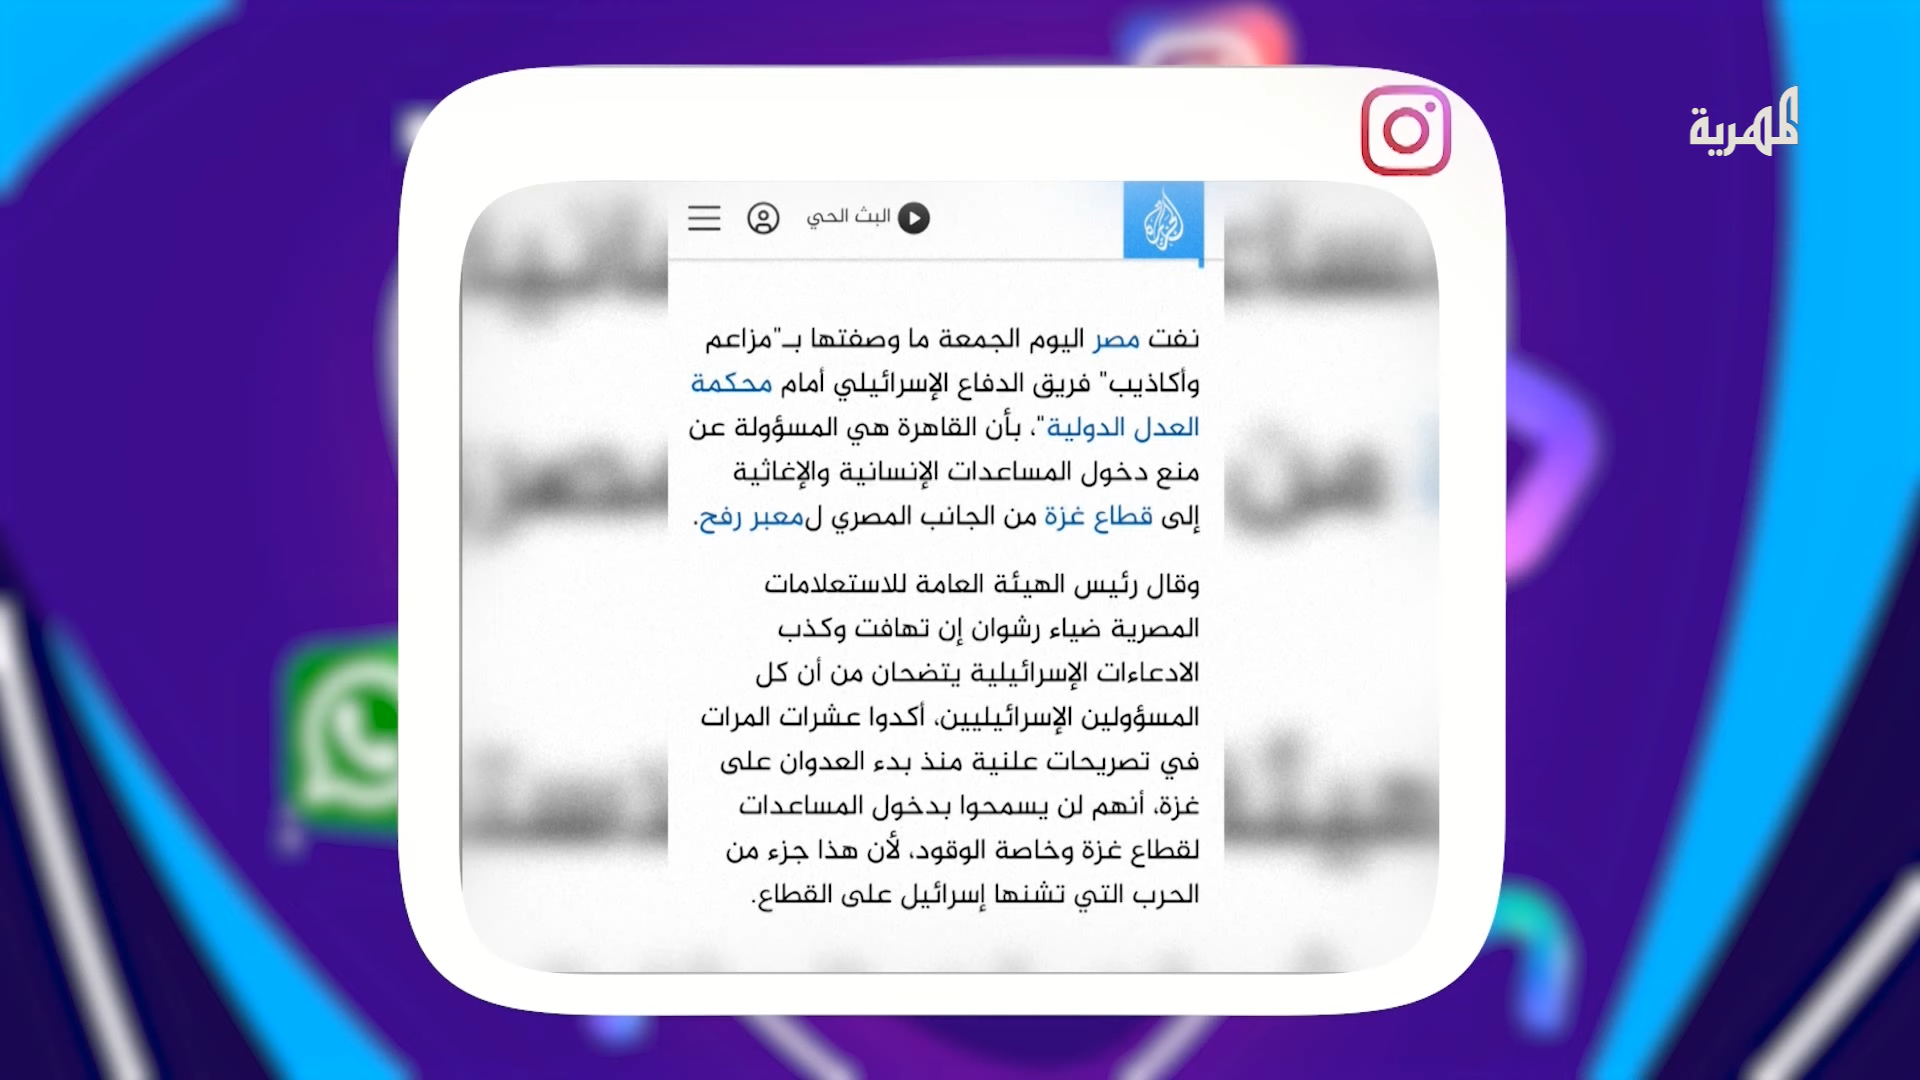 المهرية
البث الحي
الجزيرة
نفت مصر اليوم الجمعة ما وصفتها بـ"مزاعم
وأكاذيب" فريق الدفاع الإسرائيلي أمام محكمة
العدل الدولية"، بأن القاهرة هي المسؤولة عن
منع دخول المساعدات الإنسانية والإغاثية
إلى قطاع غزة من الجانب المصري لمعبر رفح.
وقال رئيس الهيئة العامة للاستعلامات
المصرية ضياء رشوان إن تهافت وكذب
الادعاءات الإسرائيلية يتضحان من أن كل
المسؤولين الإسرائيليين، أكدوا عشرات المرات
في تصريحات علنية منذ بدء العدوان على
غزة، أنهم لن يسمحوا بدخول المساعدات
لقطاع غزة وخاصة الوقود، لأن هذا جزء من
الحرب التي تشنها إسرائيل على القطاع.